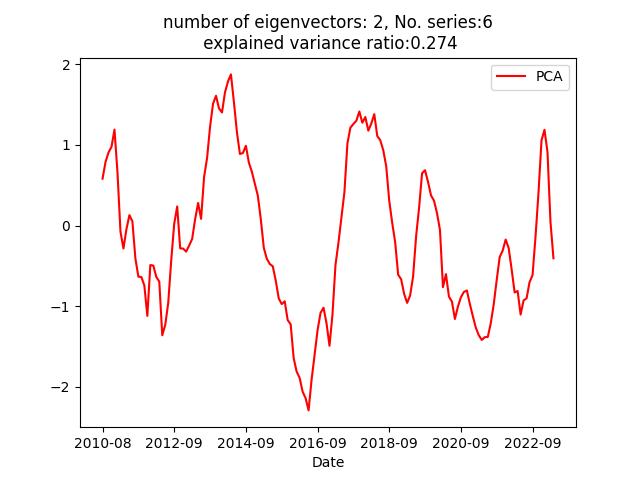 number of eigenvectors: 2, No. series:6
explained variance ratio:0.274
PCA
2
1
0
−1
−2
2010-08 2012-09 2014-09 2016-09 2018-09 2020-09 2022-09
Date